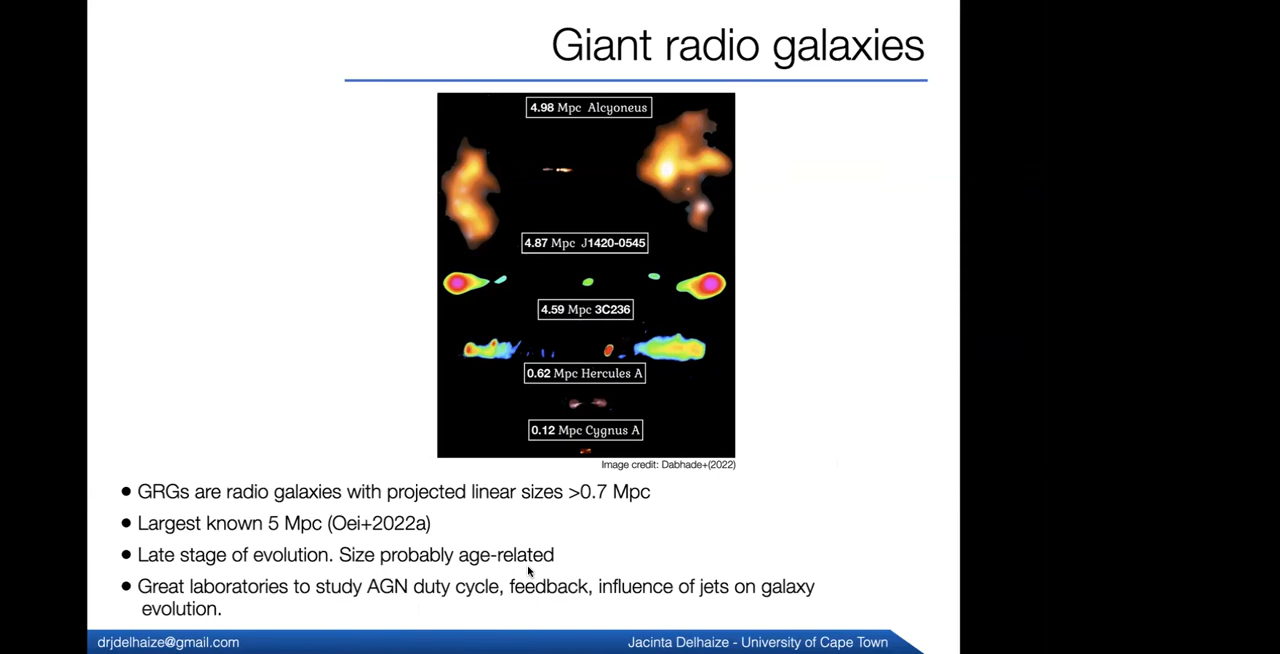 Giant radio galaxies
4.98 Mpc Alcyoneus
4.87 Mpc J1420-0545
4.59 Mpc 3C236
0.62 Mpc Hercules A
0.12 Mpc Cygnus A
Image credit: Dabhade+(2022)
• GRGs are radio galaxies with projected linear sizes >0.7 Mpc
• Largest known 5 Mpc (Oei+2022a)
• Late stage of evolution. Size probably age-related
• Great laboratories to study AGN duty cycle, feedback, influence of jets on galaxy
evolution.
drjdelhaize@gmail.com
Jacinta Delhaize - University of Cape Town